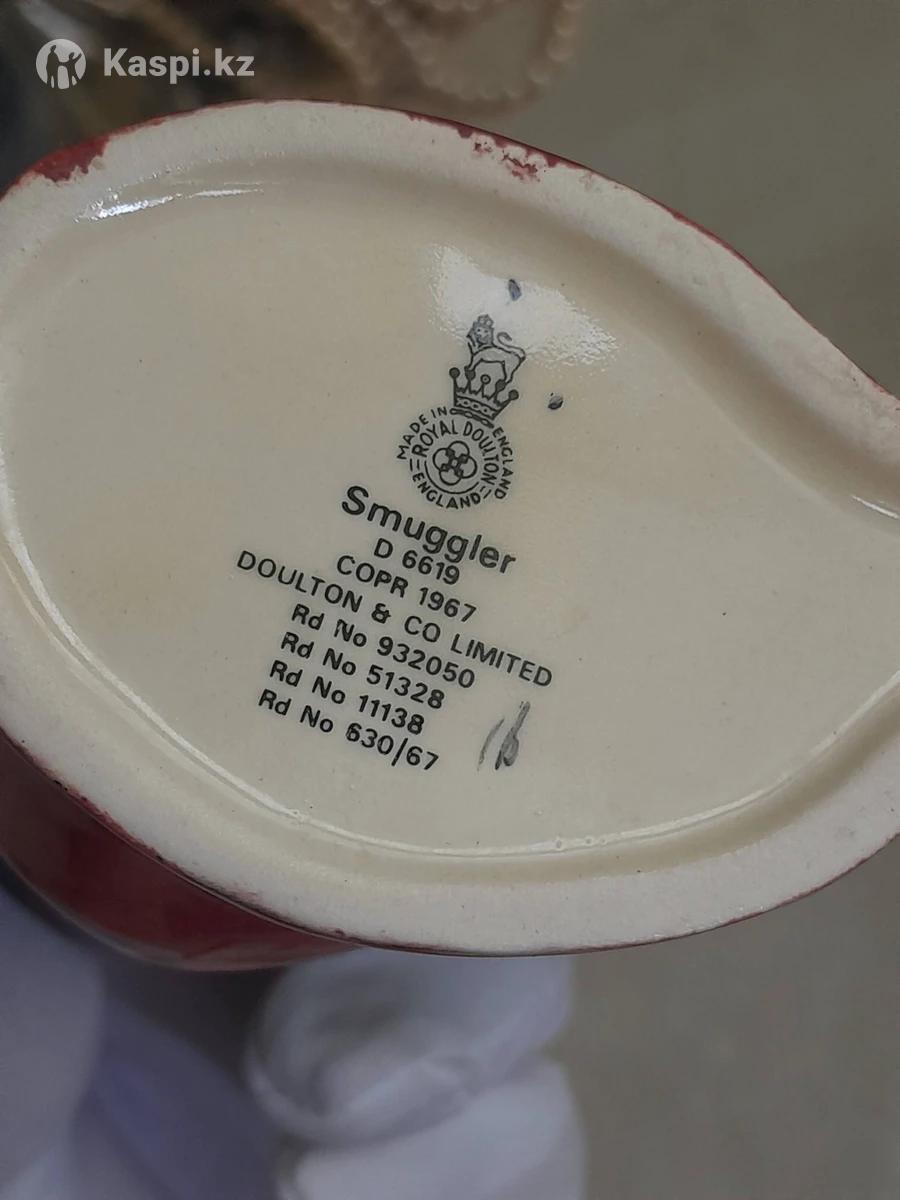 Kaspi.kz
MADE IN ENGLAND
ROYAL DOULTON
ENGLAND
Smuggler
D 6619
COPR 1967
DOULTON & CO LIMITED
Rd No 932050
Rd No 51328
Rd No 11138
Rd No 630/67